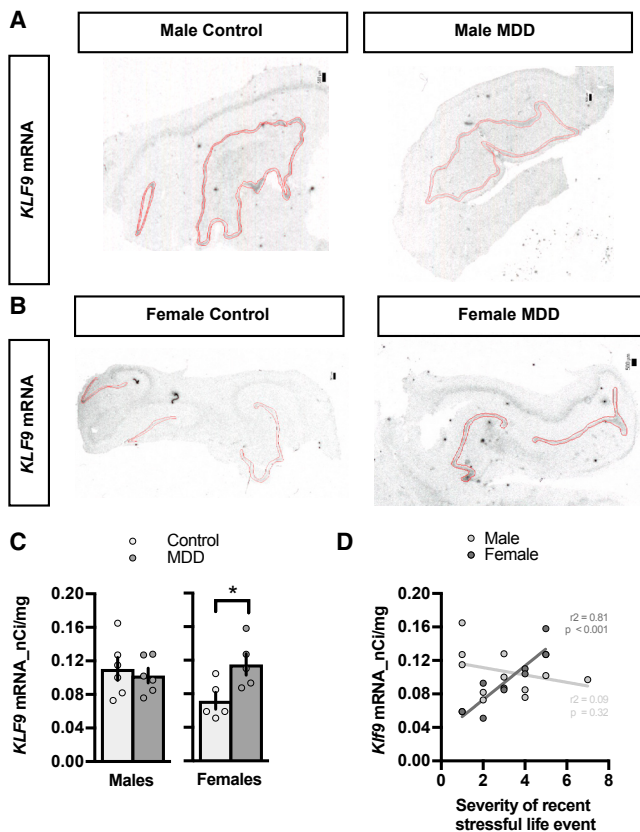 A
Male Control
Male MDD
KLF9 mRNA
B
Female Control
Female MDD
500 µm
KLF9 mRNA
C
Control
MDD
KLF9 mRNA_nCi/mg
0.20
0.16
0.12
0.08
0.04
0.00
*
Males
Females
D
Male
Female
Klf9 mRNA_nCi/mg
0.20
0.16
0.12
0.08
0.04
0.00
r2 = 0.81
p < 0.001
r2 = 0.09
p = 0.32
0 2 4 6 8
Severity of recent
stressful life event